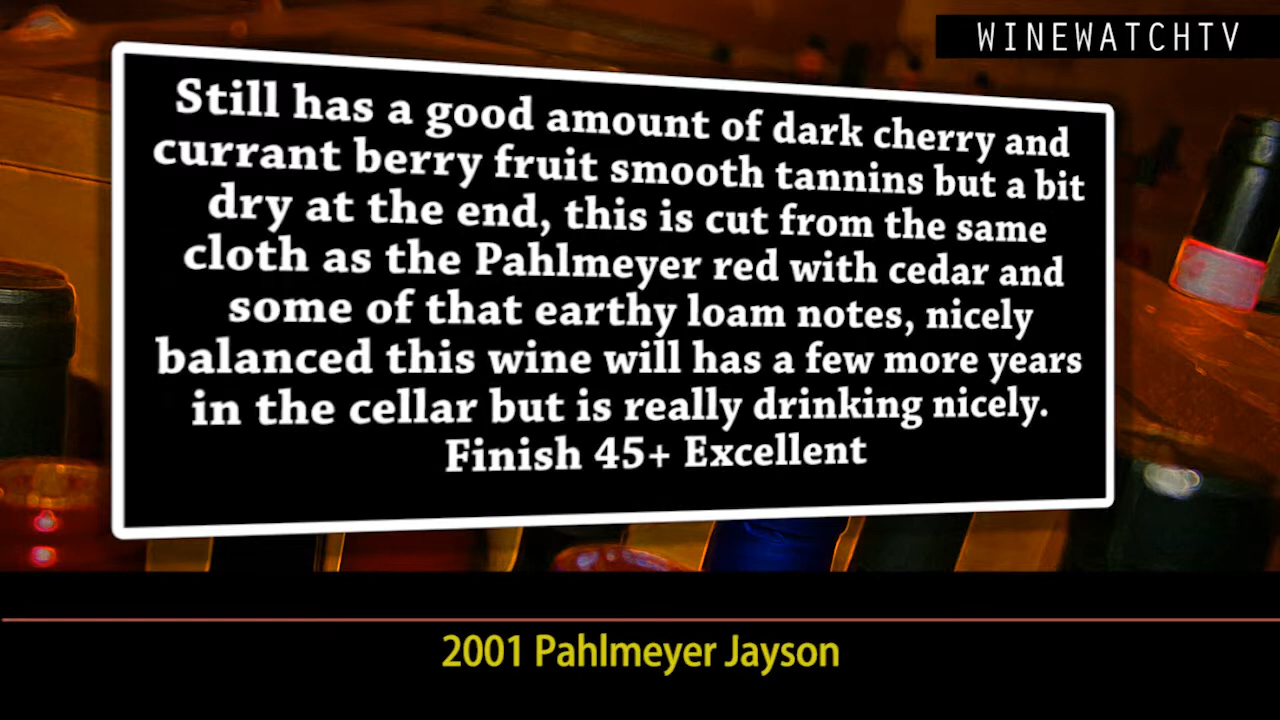 WINEWATCHTV
Still has a good amount of dark cherry and
currant berry fruit smooth tannins but a bit
dry at the end, this is cut from the same
cloth as the Pahlmeyer red with cedar and
some of that earthy loam notes, nicely
balanced this wine will has a few more years
in the cellar but is really drinking nicely.
Finish 45+ Excellent
2001 Pahlmeyer Jayson